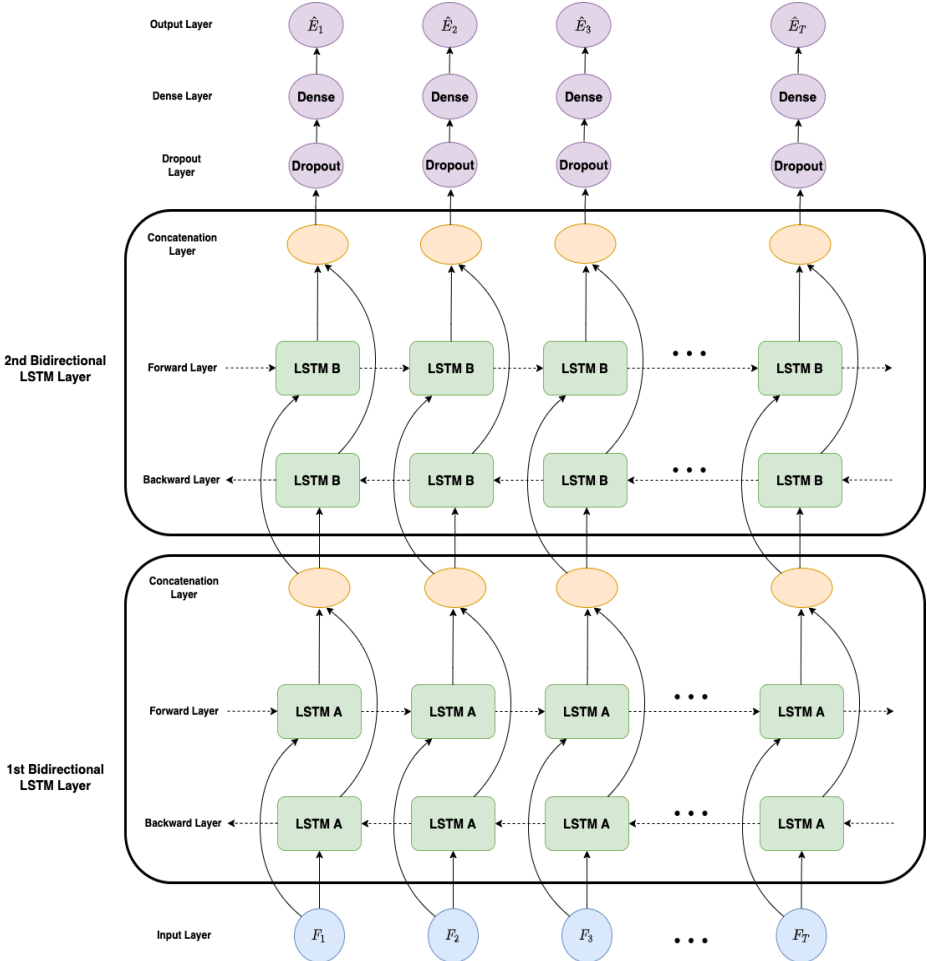 Output Layer Ê₁ Ê₂ Ê₃ Ê_T
Dense Layer Dense Dense Dense Dense
Dropout
Layer
Dropout Dropout Dropout Dropout
Concatenation
Layer
2nd Bidirectional
LSTM Layer
Forward Layer LSTM B LSTM B LSTM B ••• LSTM B
Backward Layer LSTM B LSTM B LSTM B ••• LSTM B
Concatenation
Layer
Forward Layer LSTM A LSTM A LSTM A ••• LSTM A
1st Bidirectional
LSTM Layer
Backward Layer LSTM A LSTM A LSTM A ••• LSTM A
Input Layer F₁ F₂ F₃ ••• F_T